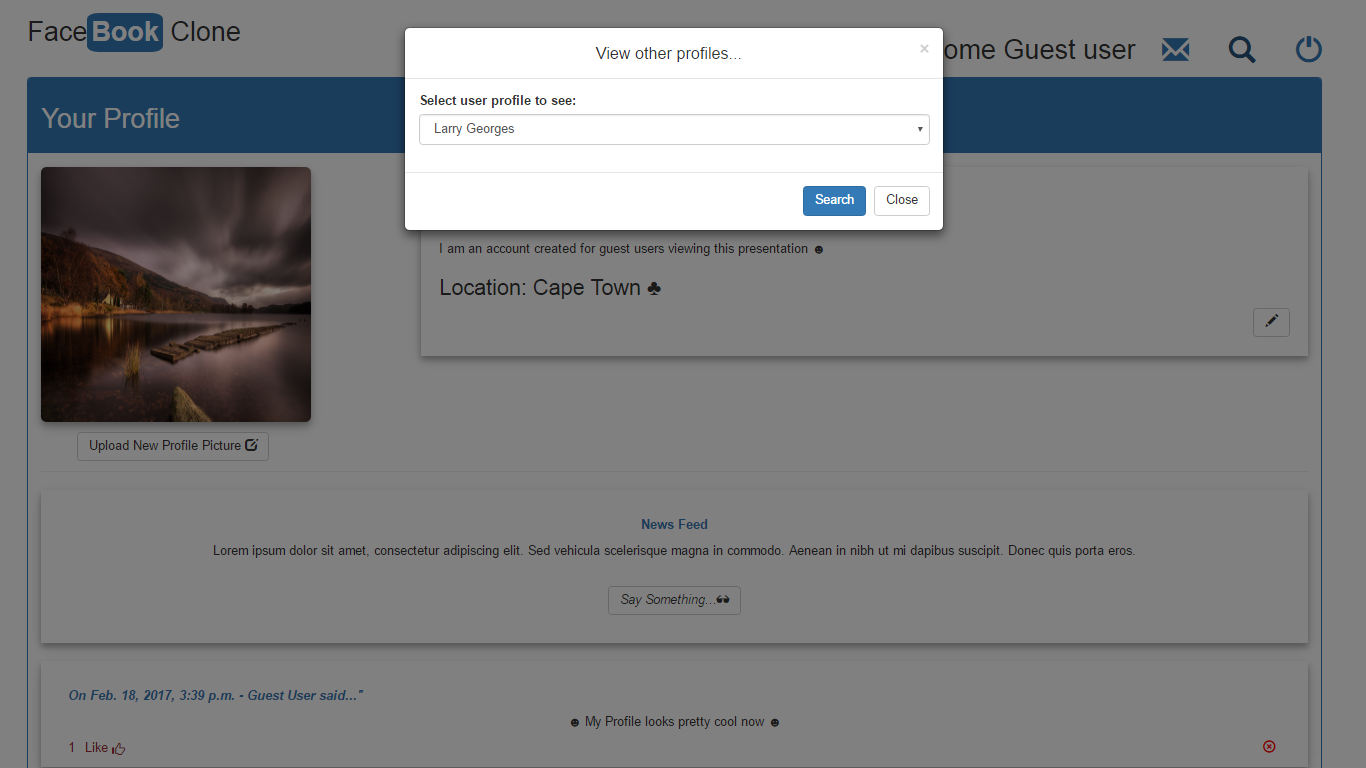 FaceBook Clone
ome Guest user
View other profiles...
×
Select user profile to see:
Larry Georges
Search
Close
Your Profile
I am an account created for guest users viewing this presentation ☻
Location: Cape Town ♣
Upload New Profile Picture
News Feed
Lorem ipsum dolor sit amet, consectetur adipiscing elit. Sed vehicula scelerisque magna in commodo. Aenean in nibh ut mi dapibus suscipit. Donec quis porta eros.
Say Something...
On Feb. 18, 2017, 3:39 p.m. - Guest User said..."
☻ My Profile looks pretty cool now ☻
1 Like